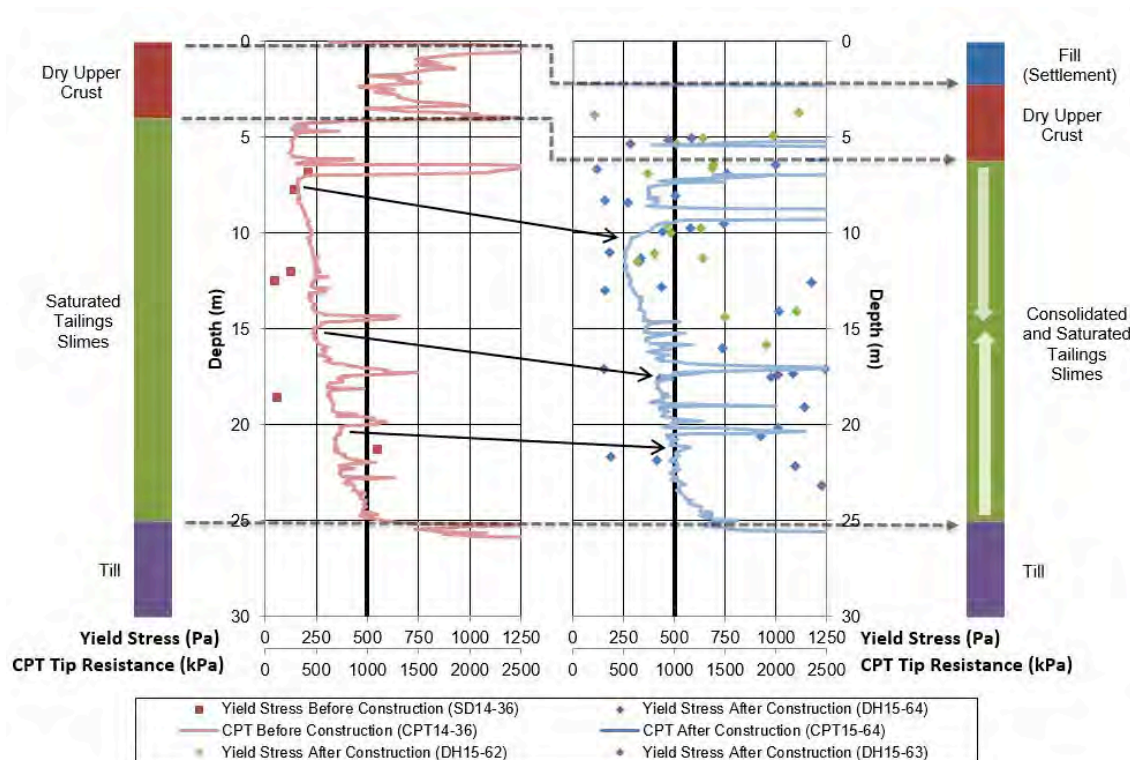 Dry Upper
Crust
Saturated
Tailings
Slimes
Till
0
5
10
15
20
25
30
Depth (m)
0
5
10
15
20
25
30
Depth (m)
Fill
(Settlement)
Dry Upper
Crust
Consolidated
and Saturated
Tailings
Slimes
Till
Yield Stress (Pa) 0 250 500 750 1000 1250 0 250 500 750 1000 1250 Yield Stress (Pa)
CPT Tip Resistance (kPa) 0 500 1000 1500 2000 2500 0 500 1000 1500 2000 2500 CPT Tip Resistance (kPa)
Yield Stress Before Construction (SD14-36) Yield Stress After Construction (DH15-64)
CPT Before Construction (CPT14-36) CPT After Construction (CPT15-64)
Yield Stress After Construction (DH15-62) Yield Stress After Construction (DH15-63)